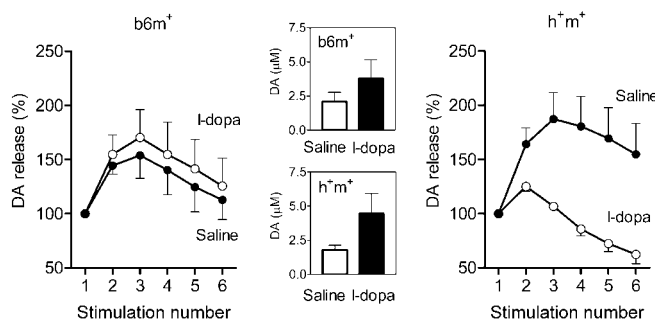 b6m+
DA release (%)
250
200
150
100
50
l-dopa
Saline
1 2 3 4 5 6
Stimulation number
b6m+
DA (μM)
7.5
5.0
2.5
0.0
Saline l-dopa
h+m+
DA (μM)
7.5
5.0
2.5
0.0
Saline l-dopa
h+m+
DA release (%)
250
200
150
100
50
Saline
l-dopa
1 2 3 4 5 6
Stimulation number